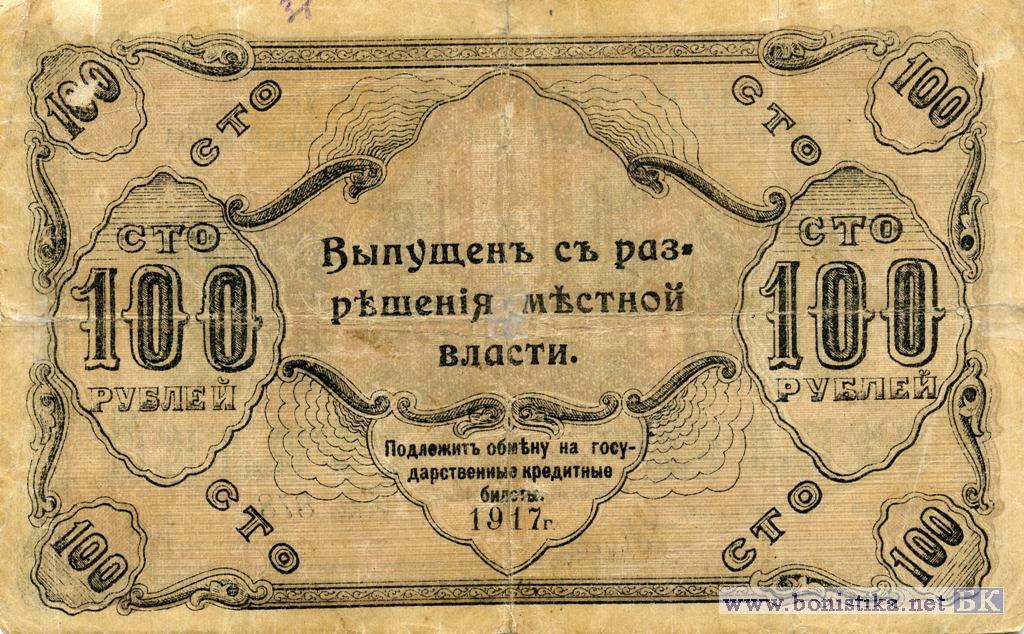 100
100
СТО
СТО
СТО
100
РУБЛЕЙ
Выпущенъ съ раз-
рѣшенія мѣстной
власти.
СТО
100
РУБЛЕЙ
Подлежитъ обмѣну на госу-
дарственные кредитные
билеты.
1917г.
СТО
СТО
100
100
www.bonistika.net БК